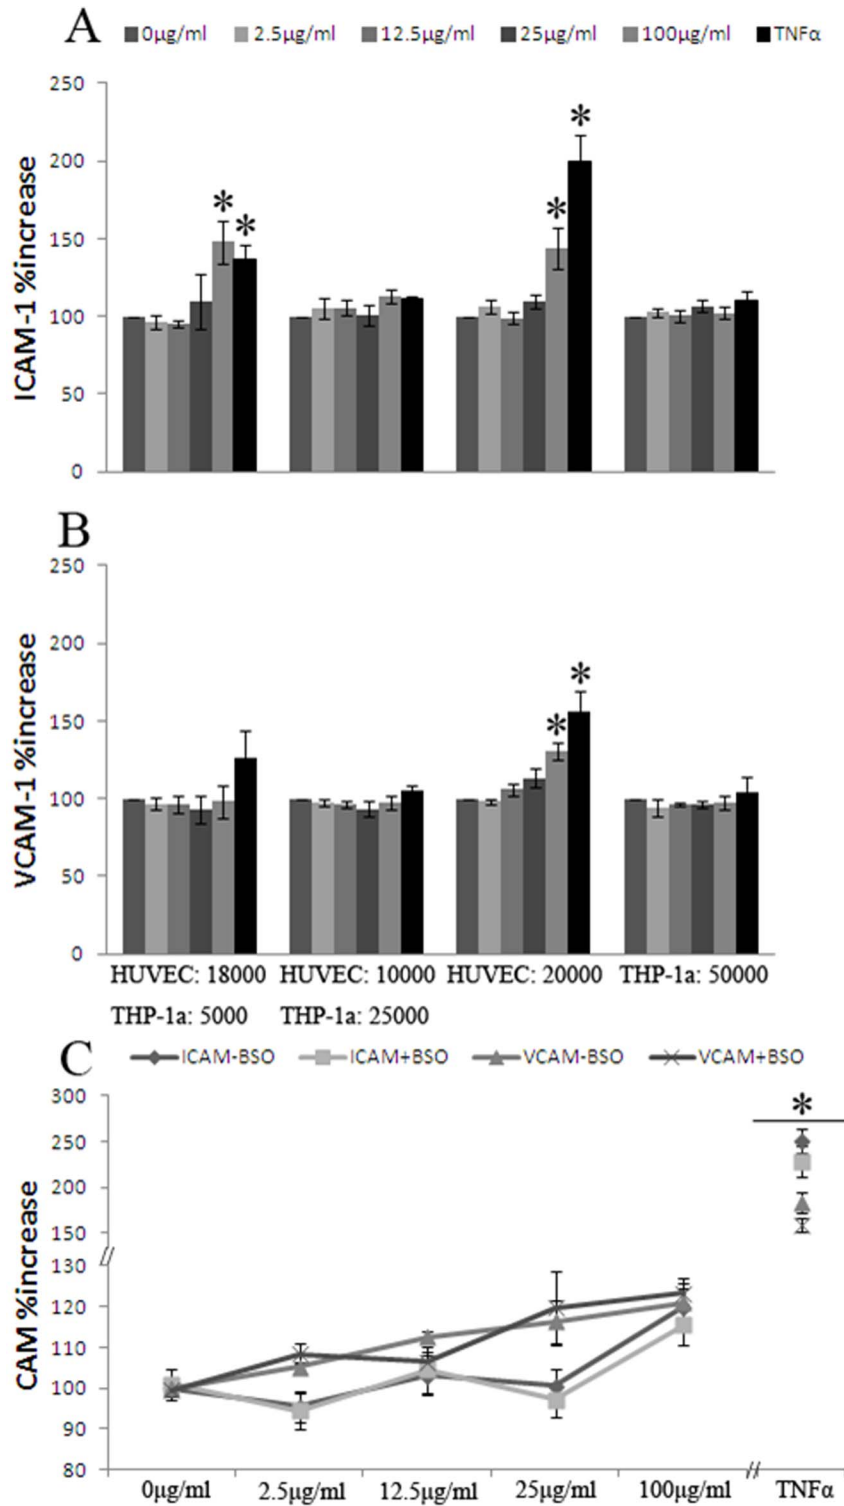 A
0µg/ml 2.5µg/ml 12.5µg/ml 25µg/ml 100µg/ml TNFα
ICAM-1 %increase
250
200
150
100
50
0
* * * *
B
VCAM-1 %increase
250
200
150
100
50
0
* *
HUVEC: 18000 HUVEC: 10000 HUVEC: 20000 THP-1a: 50000
THP-1a: 5000 THP-1a: 25000
C
ICAM-BSO ICAM+BSO VCAM-BSO VCAM+BSO
CAM %increase
300
250
200
150
130
120
110
100
90
80
*
0µg/ml 2.5µg/ml 12.5µg/ml 25µg/ml 100µg/ml TNFα